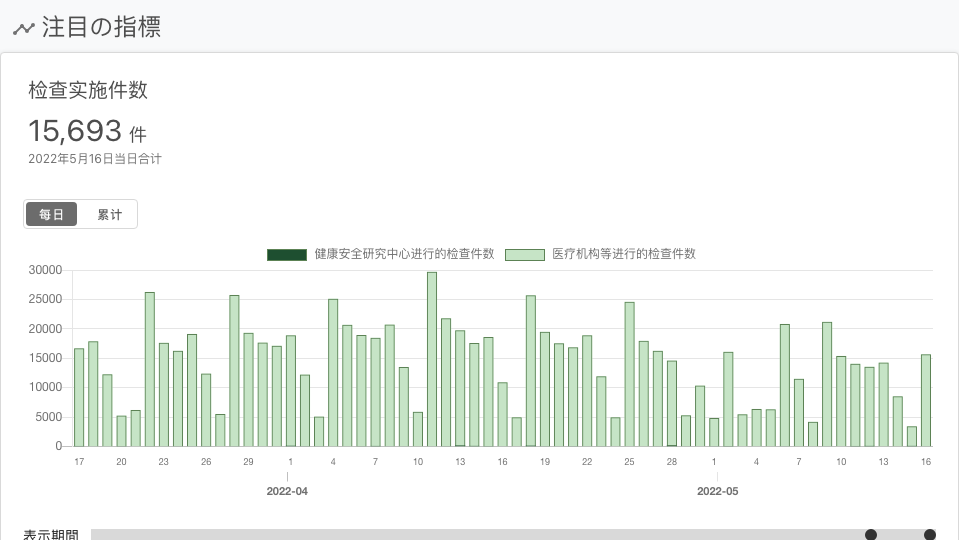 注目の指標
检查实施件数
15,693 件
2022年5月16日当日合计
每日 累计
健康安全研究中心进行的检查件数 医疗机构等进行的检查件数
30000
25000
20000
15000
10000
5000
0
17 20 23 26 29 1 4 7 10 13 16 19 22 25 28 1 4 7 10 13 16
2022-04 2022-05
表示期間